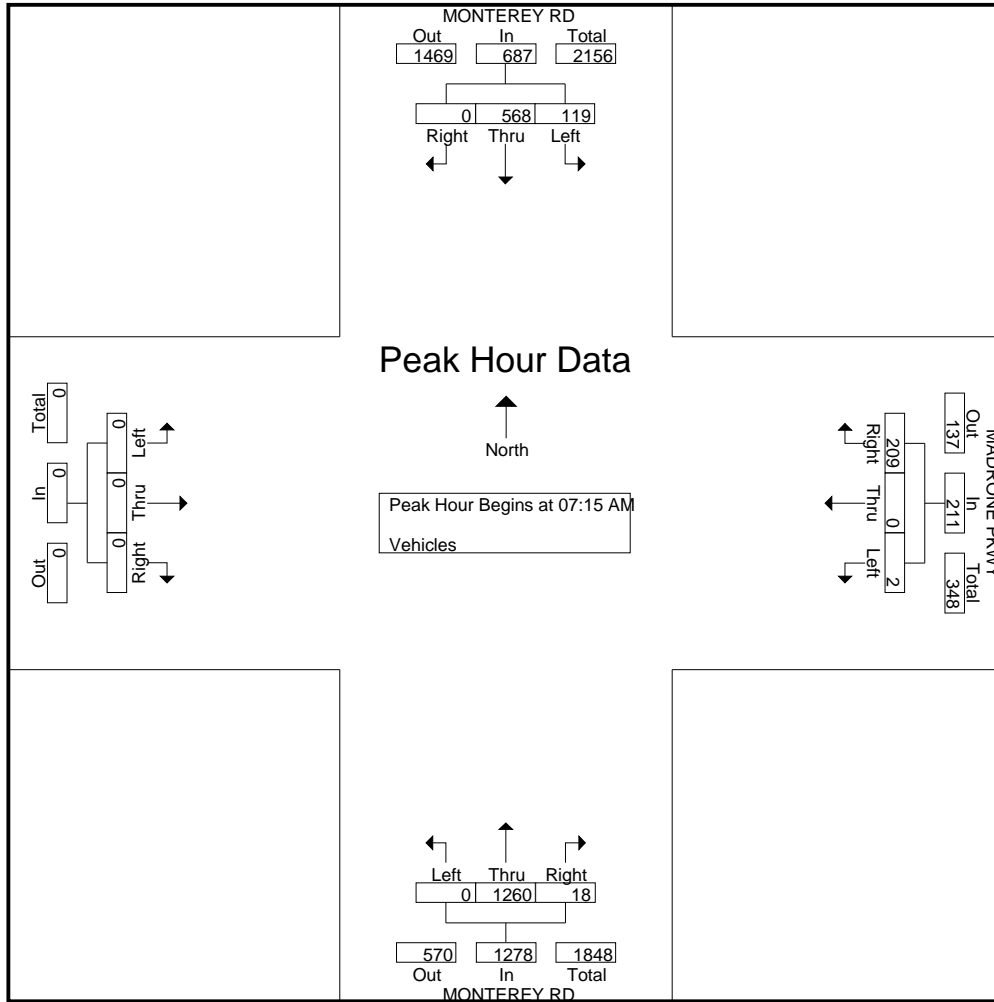 MONTEREY RD
Out In Total
1469 687 2156
0 568 119
Right Thru Left
Peak Hour Data
North
Peak Hour Begins at 07:15 AM
Vehicles
Total In Out
0 0 0
0 0 0
Left Thru Right
Right Thru Left
209 0 2
137 211 348
Out In Total
MADRONE PKWY
Left Thru Right
0 1260 18
570 1278 1848
Out In Total
MONTEREY RD